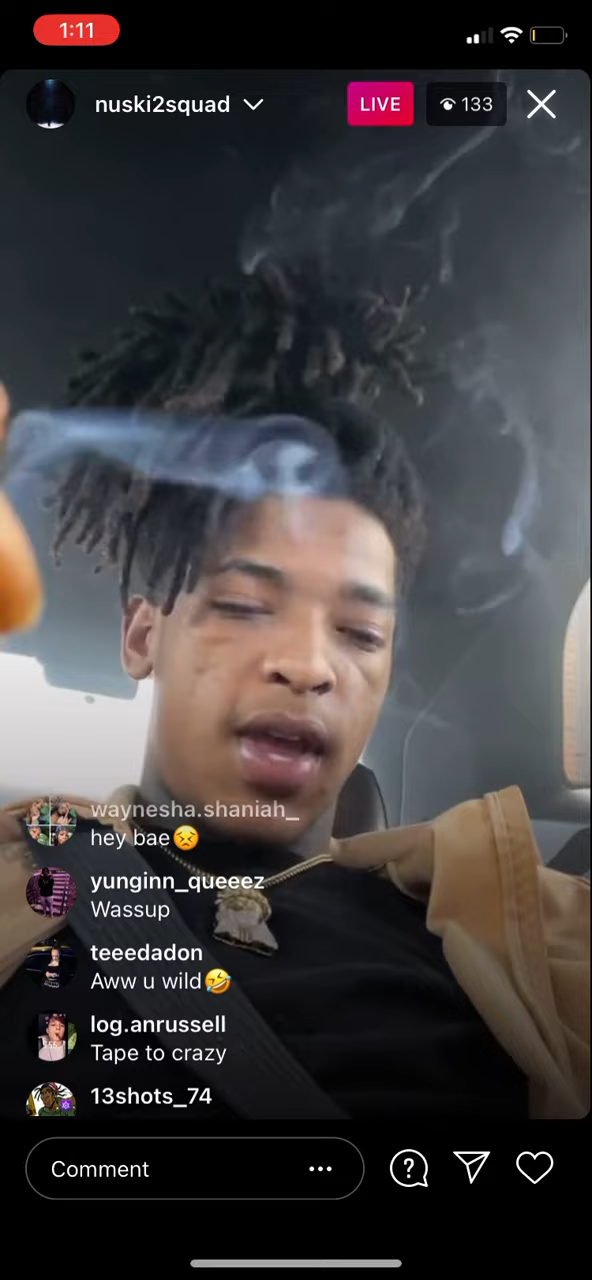 1:11
nuski2squad
LIVE
133
waynesha.shaniah_
hey bae😣
yunginn_queeez
Wassup
teeedadon
Aww u wild🤣
log.anrussell
Tape to crazy
13shots_74
Comment